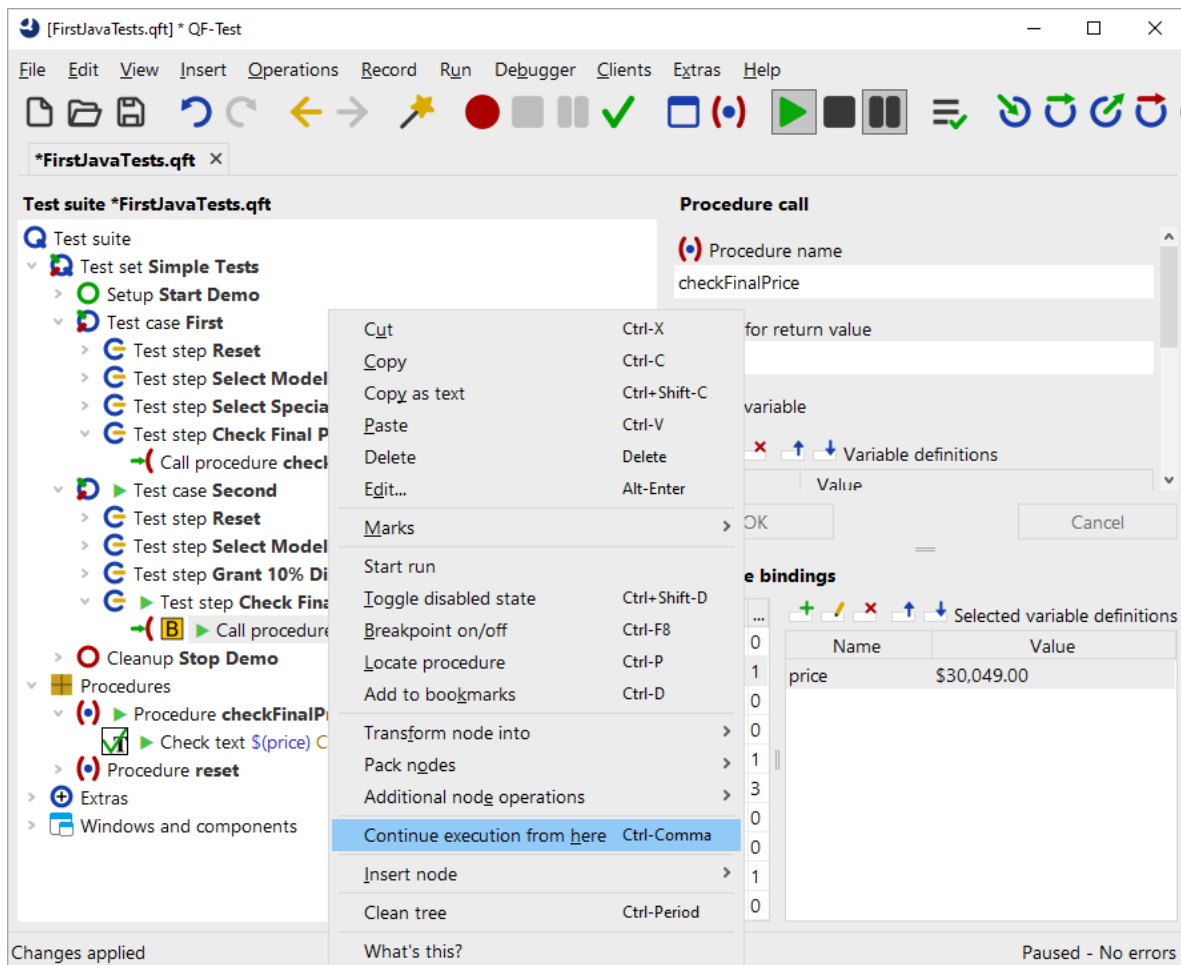 [FirstJavaTests.qft] * QF-Test
File Edit View Insert Operations Record Run Debugger Clients Extras Help
*FirstJavaTests.qft
Test suite *FirstJavaTests.qft
Test suite
Test set Simple Tests
Setup Start Demo
Test case First
Test step Reset
Test step Select Model
Test step Select Specia
Test step Check Final P
Call procedure check
Test case Second
Test step Reset
Test step Select Model
Test step Grant 10% Di
Test step Check Fina
B Call procedure
Cleanup Stop Demo
Procedures
Procedure checkFinalPr
Check text $(price) C
Procedure reset
Extras
Windows and components
Cut Ctrl-X
Copy Ctrl-C
Copy as text Ctrl+Shift-C
Paste Ctrl-V
Delete Delete
Edit... Alt-Enter
Marks
Start run
Toggle disabled state Ctrl+Shift-D
Breakpoint on/off Ctrl-F8
Locate procedure Ctrl-P
Add to bookmarks Ctrl-D
Transform node into
Pack nodes
Additional node operations
Continue execution from here Ctrl-Comma
Insert node
Clean tree Ctrl-Period
What's this?
Procedure call
Procedure name
checkFinalPrice
for return value
variable
Variable definitions
Value
OK Cancel
e bindings
... Selected variable definitions
0
1
0
0
1
3
0
0
1
0
Name Value
price $30,049.00
Changes applied
Paused - No errors